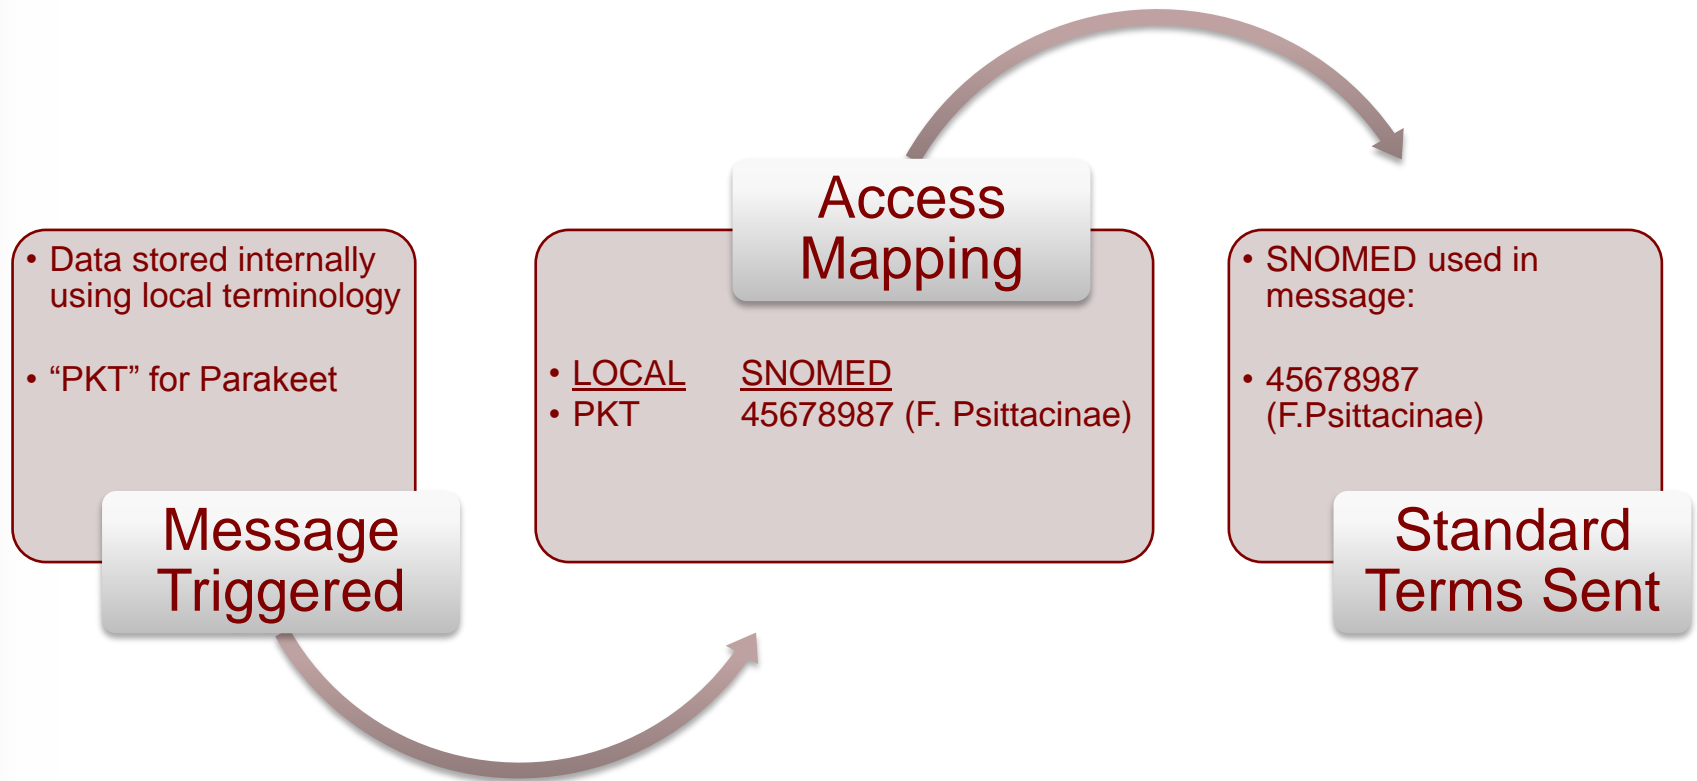 • Data stored internally
using local terminology
• “PKT” for Parakeet
Message
Triggered
Access
Mapping
• LOCAL SNOMED
• PKT 45678987 (F. Psittacinae)
• SNOMED used in
message:
• 45678987
(F.Psittacinae)
Standard
Terms Sent